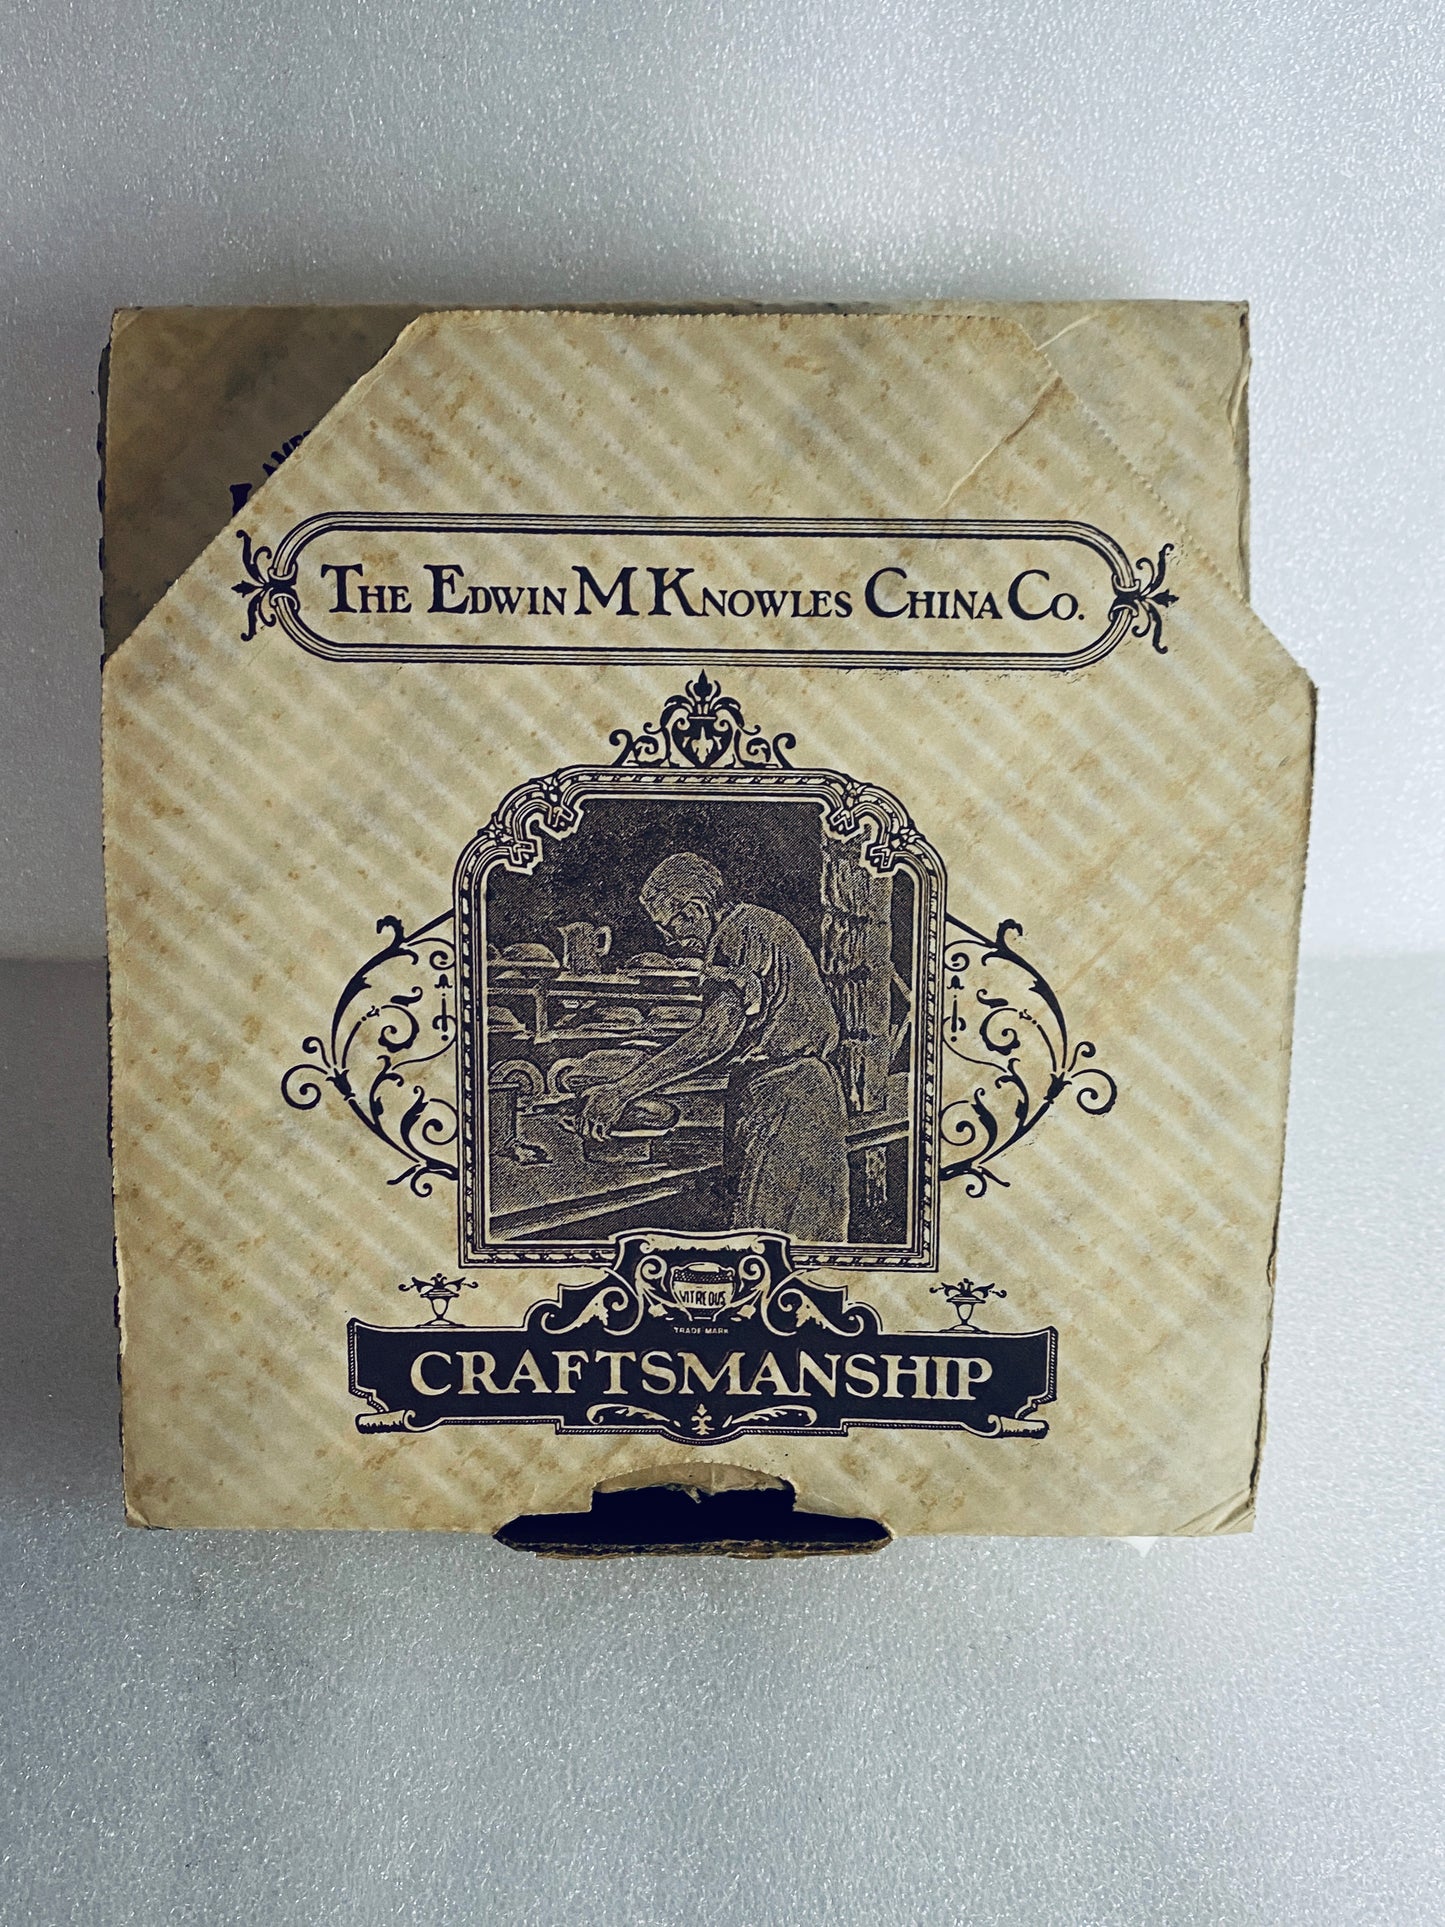 THE EDWIN M KNOWLES CHINA CO.
VITREOUS
TRADE MARK
CRAFTSMANSHIP